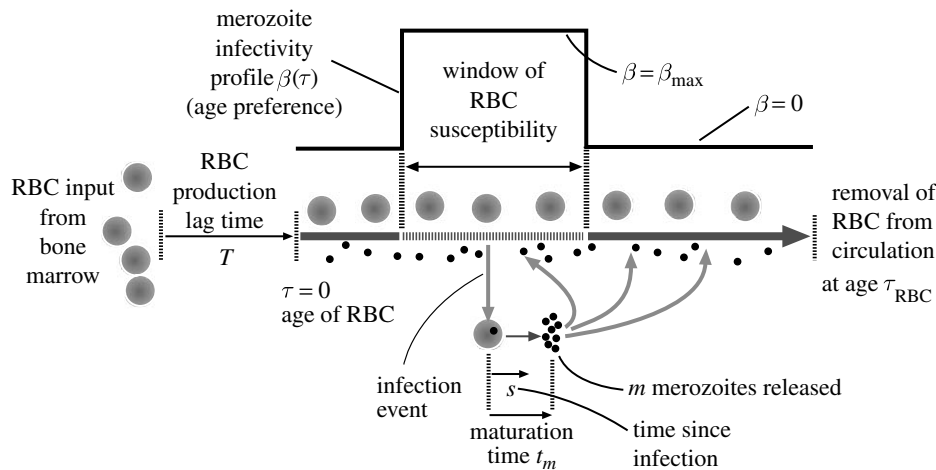 merozoite
infectivity
profile β(τ)
(age preference)
window of
RBC
susceptibility
β = βmax
β = 0
RBC input
from
bone
marrow
RBC
production
lag time
T
removal of
RBC from
circulation
at age τRBC
τ = 0
age of RBC
infection
event
s
maturation
time tm
m merozoites released
time since
infection